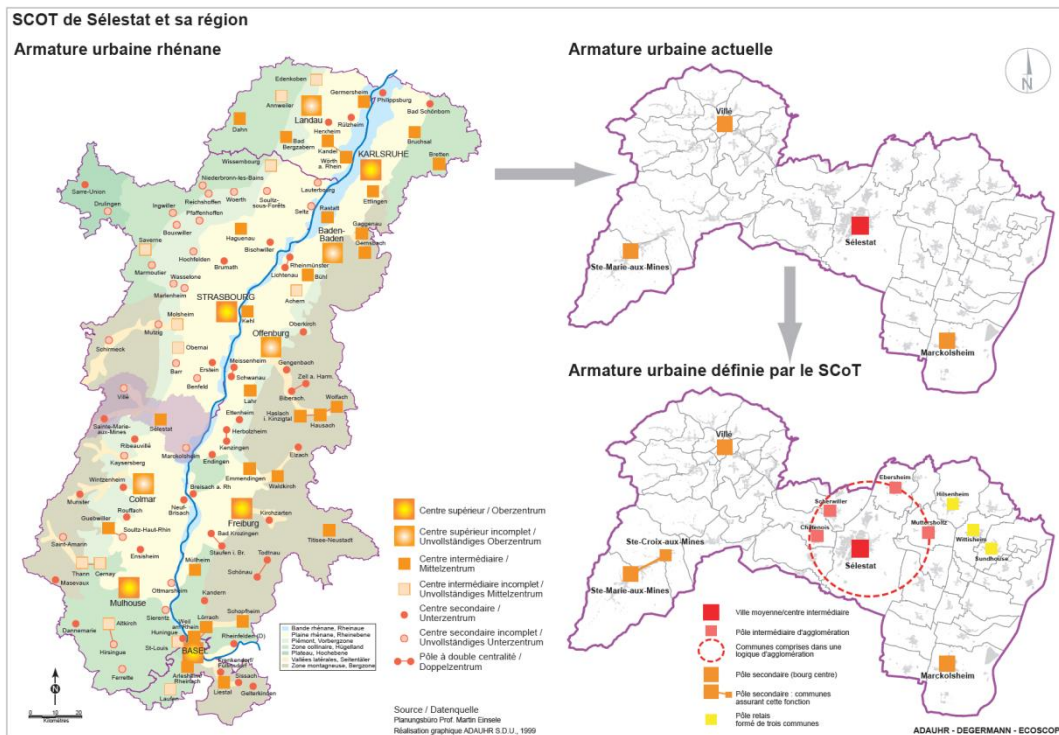 SCOT de Sélestat et sa région
Armature urbaine rhénane
Edenkoben
Annweiler
Germersheim
Philippsburg
Bad Schönborn
Landau
Rülzheim
Dahn
Herxheim
Bad
Bergzabern
Kandel
Bruchsal
Wörth
a. Rhein
KARLSRUHE
Bretten
Wissembourg
Niederbronn-les-Bains
Lauterbourg
Ettlingen
Sarre-Union
Reichshoffen
Woerth
Soultz-
sous-Forêts
Drulingen
Ingwiller
Pfaffenhoffen
Seltz
Rastatt
Gaggenau
Bouxwiller
Haguenau
Baden-
Baden
Gernsbach
Saverne
Hochfelden
Bischwiller
Rheinmünster
Marmoutier
Wasselone
Brumath
Lichtenau
Bühl
Marlenheim
Achern
STRASBOURG
Molsheim
Kehl
Oberkirch
Mutzig
Offenburg
Schirmeck
Obernai
Meissenheim
Gengenbach
Barr
Erstein
Schwanau
Zell a. Harm.
Benfeld
Biberach
Wolfach
Villé
Lahr
Haslach
i. Kinzigtal
Hausach
Ettenheim
Sainte-Marie-
aux-Mines
Sélestat
Herbolzheim
Ribeauvillé
Kenzingen
Elzach
Kaysersberg
Marckolsheim
Endingen
Emmendingen
Waldkirch
Wintzenheim
Colmar
Breisach a. Rh
Munster
Neuf-
Brisach
Freiburg
Kirchzarten
Rouffach
Guebwiller
Soultz-Haut-Rhin
Bad Krozingen
Titisee-Neustadt
Saint-Amarin
Staufen i. Br.
Todtnau
Ensisheim
Müllheim
Schönau
Thann
Cernay
Masevaux
Ottmarsheim
Kandern
Mulhouse
Schopfheim
Sierentz
Lörrach
Dannemarie
Altkirch
Huningue
Weil
am Rhein
Rheinfelden (D)
Hirsingue
St-Louis
BASEL
Ferrette
Arlesheim
Sissach
Laufen
Liestal
Gelterkinden
Bande rhénane, Rheinaue
Plaine rhénane, Rheinebene
Piémont, Vorbergzone
Zone collinaire, Hügelland
Plateau, Hochebene
Vallées latérales, Seitentäler
Zone montagneuse, Bergzone
N
0 10 20
Kilomètres
Centre supérieur / Oberzentrum
Centre supérieur incomplet /
Unvollständiges Oberzentrum
Centre intermédiaire /
Mittelzentrum
Centre intermédiaire incomplet /
Unvollständiges Mittelzentrum
Centre secondaire /
Unterzentrum
Centre secondaire incomplet /
Unvollständiges Unterzentrum
Pôle à double centralité /
Doppelzentrum
Source / Datenquelle
Planungsbüro Prof. Martin Einsele
Réalisation graphique ADAUHR S.D.U., 1999
Armature urbaine actuelle
N
Villé
Sélestat
Ste-Marie-aux-Mines
Marckolsheim
Armature urbaine définie par le SCoT
Villé
Ebersheim
Hilsenheim
Scherwiller
Châtenois
Muttersholtz
Wittisheim
Sundhouse
Ste-Croix-aux-Mines
Sélestat
Ste-Marie-aux-Mines
Marckolsheim
Ville moyenne/centre intermédiaire
Pôle intermédiaire d'agglomération
Communes comprises dans une
logique d'agglomération
Pôle secondaire (bourg centre)
Pôle secondaire : communes
assurant cette fonction
Pôle relais
formé de trois communes
ADAUHR - DEGERMANN - ECOSCOP